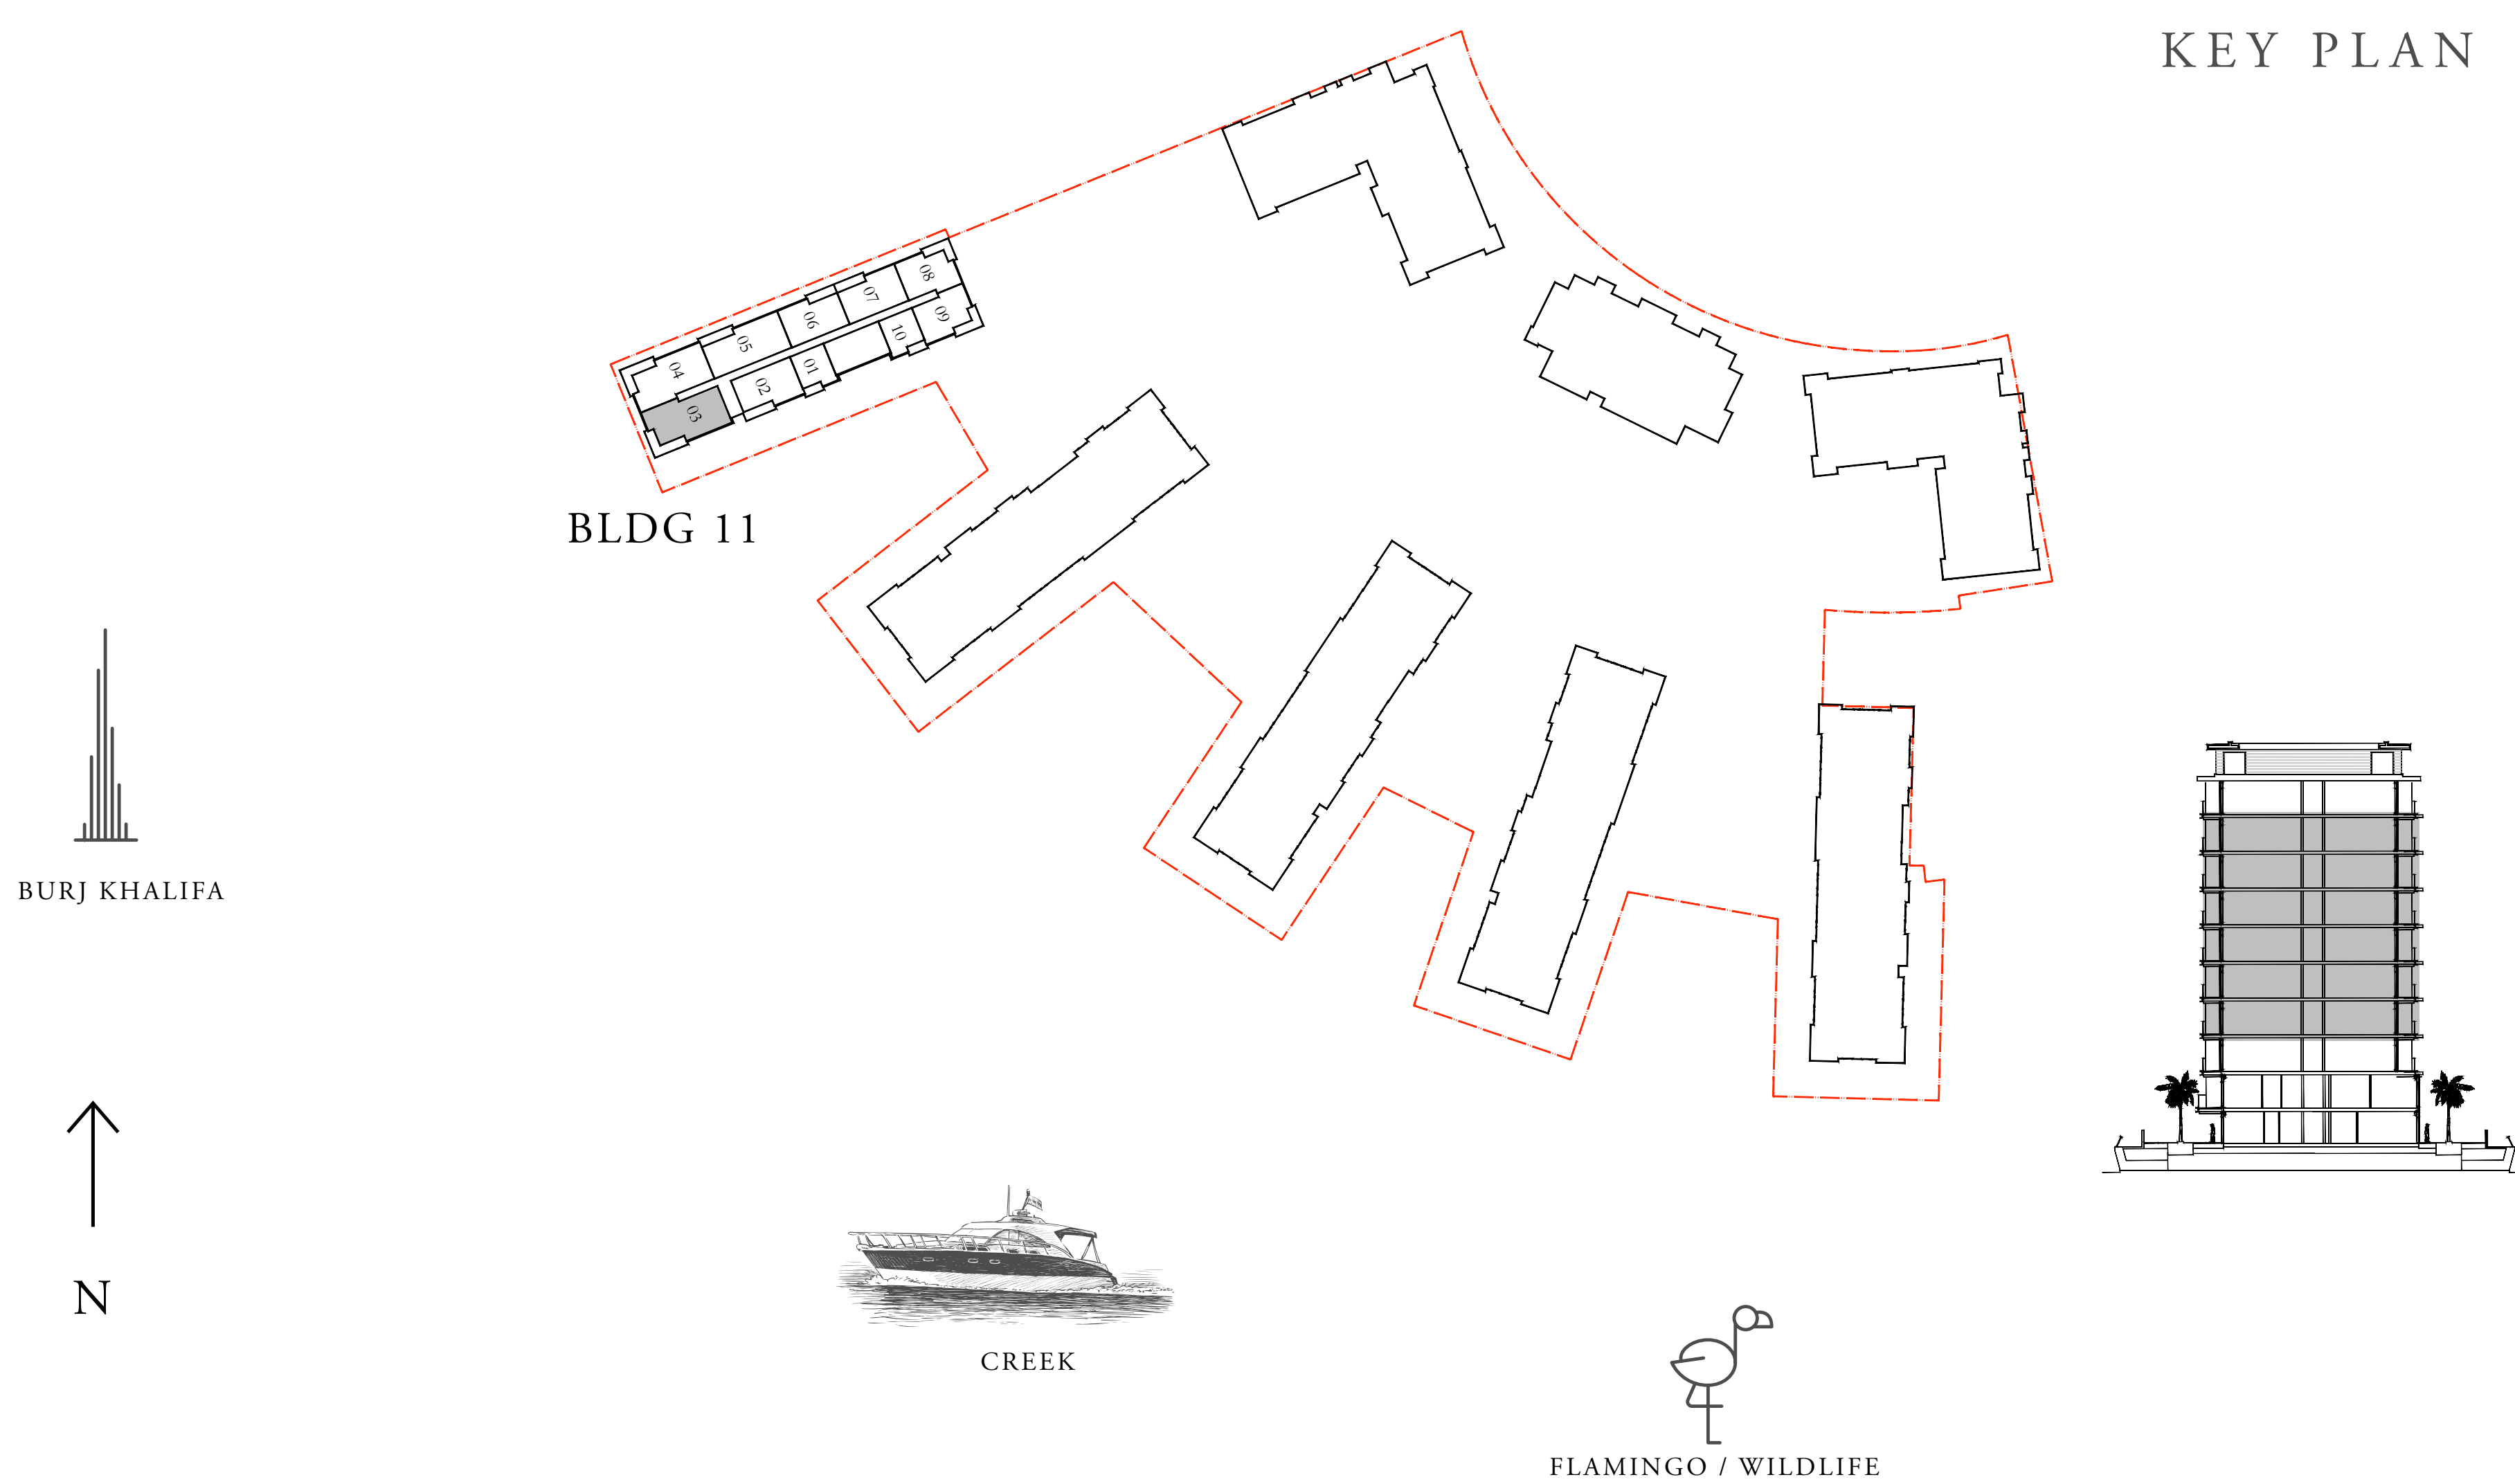 KEY PLAN
08
07
09
06
10
05
01
04
02
03
BLDG 11
BURJ KHALIFA
N
CREEK
FLAMINGO / WILDLIFE